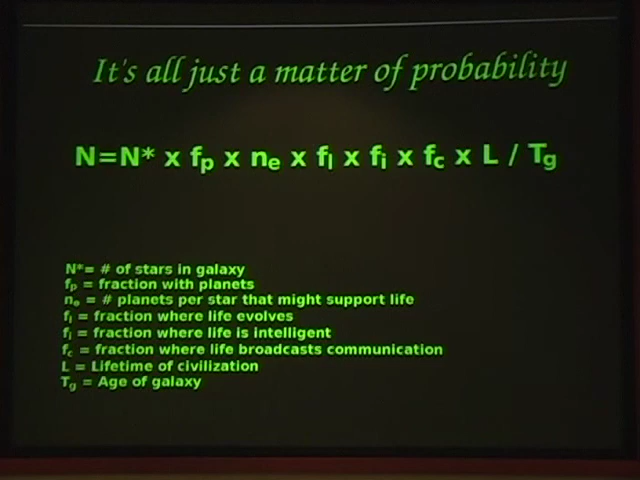 It's all just a matter of probability
N=N* x fp x ne x fl x fi x fc x L / Tg
N*= # of stars in galaxy
fp = fraction with planets
ne = # planets per star that might support life
fl = fraction where life evolves
fi = fraction where life is intelligent
fc = fraction where life broadcasts communication
L = Lifetime of civilization
Tg = Age of galaxy